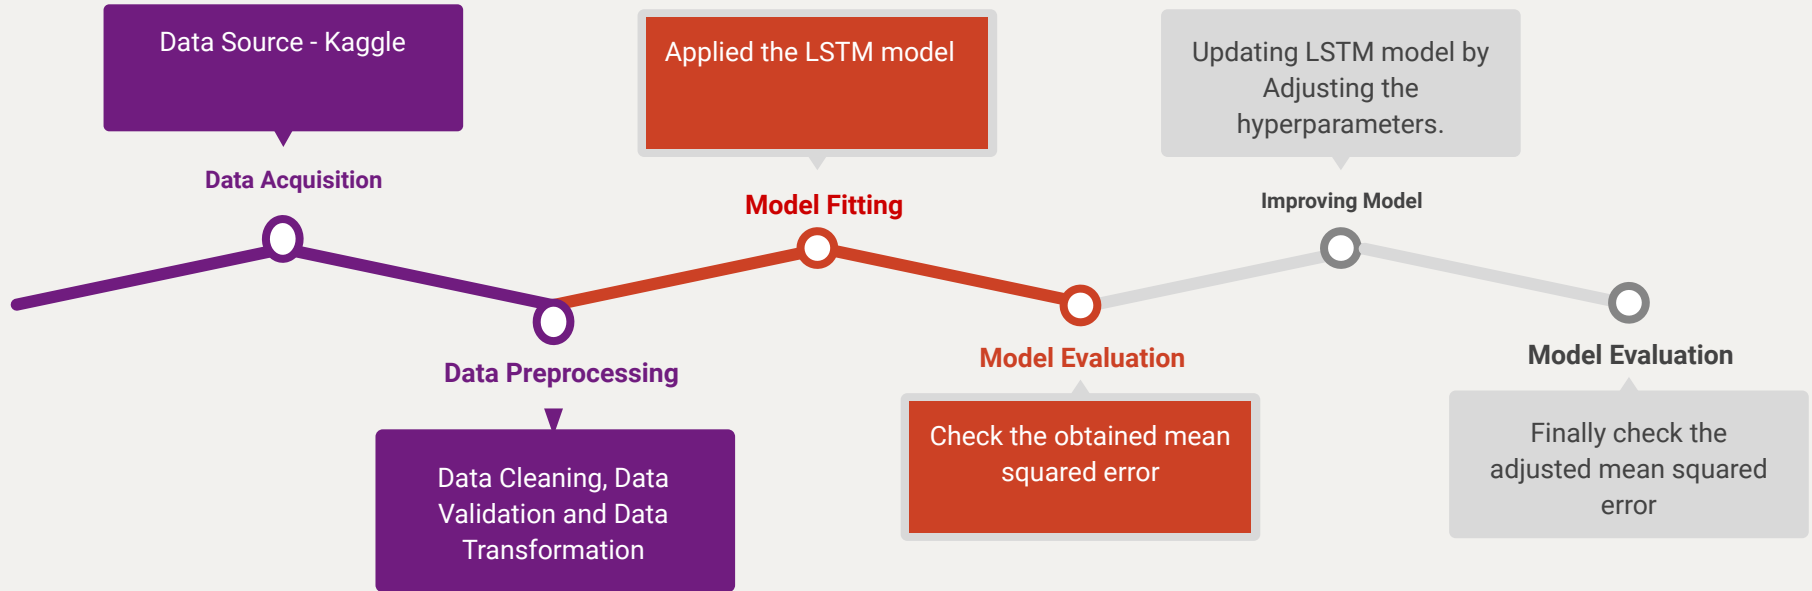 Data Source - Kaggle
Data Acquisition
Data Preprocessing
Data Cleaning, Data
Validation and Data
Transformation
Applied the LSTM model
Model Fitting
Model Evaluation
Check the obtained mean
squared error
Updating LSTM model by
Adjusting the
hyperparameters.
Improving Model
Model Evaluation
Finally check the
adjusted mean squared
error